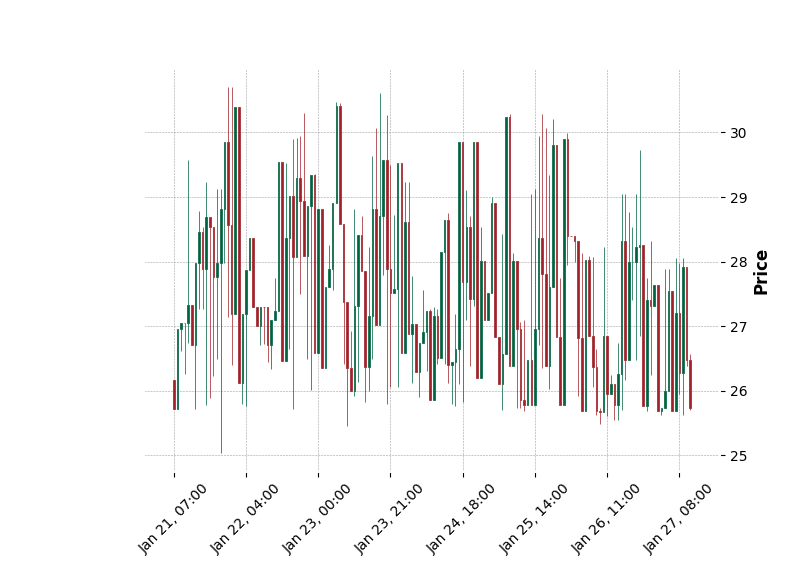 30
29
28
27
26
25
Price
Jan 21, 07:00
Jan 22, 04:00
Jan 23, 00:00
Jan 23, 21:00
Jan 24, 18:00
Jan 25, 14:00
Jan 26, 11:00
Jan 27, 08:00